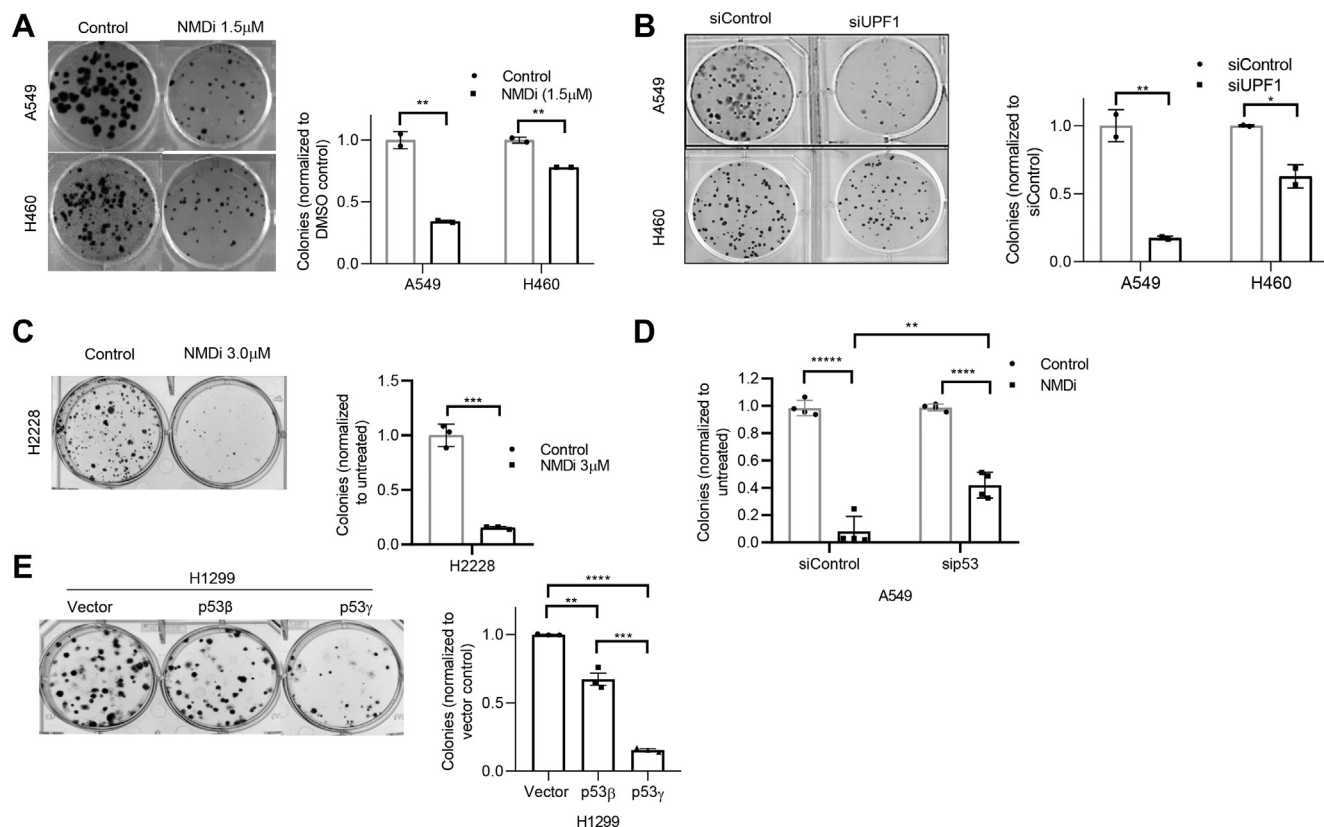 A
Control
NMDi 1.5μM
A549
H460
Control
NMDi (1.5μM)
Colonies (normalized to
DMSO control)
**
**
1.0
0.5
0.0
A549
H460
B
siControl
siUPF1
A549
H460
siControl
siUPF1
Colonies (normalized to
siControl)
**
*
1.0
0.5
0.0
A549
H460
C
Control
NMDi 3.0μM
H2228
Colonies (normalized
to untreated)
1.5
1.0
0.5
0.0
***
Control
NMDi 3μM
H2228
D
**
*****
****
Control
NMDi
Colonies (normalized to
untreated)
1.2
1.0
0.8
0.6
0.4
0.2
0.0
siControl
sip53
A549
E
H1299
Vector
p53β
p53γ
Colonies (normalized to
vector control)
****
**
***
1.0
0.5
0.0
Vector
p53β
p53γ
H1299